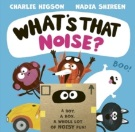 CHARLIE HIGSON NADIA SHIREEN
WHAT'S THAT
NOISE?
BOO!
A BOY,
A BOX,
A WHOLE LOT
OF NOISY FUN!